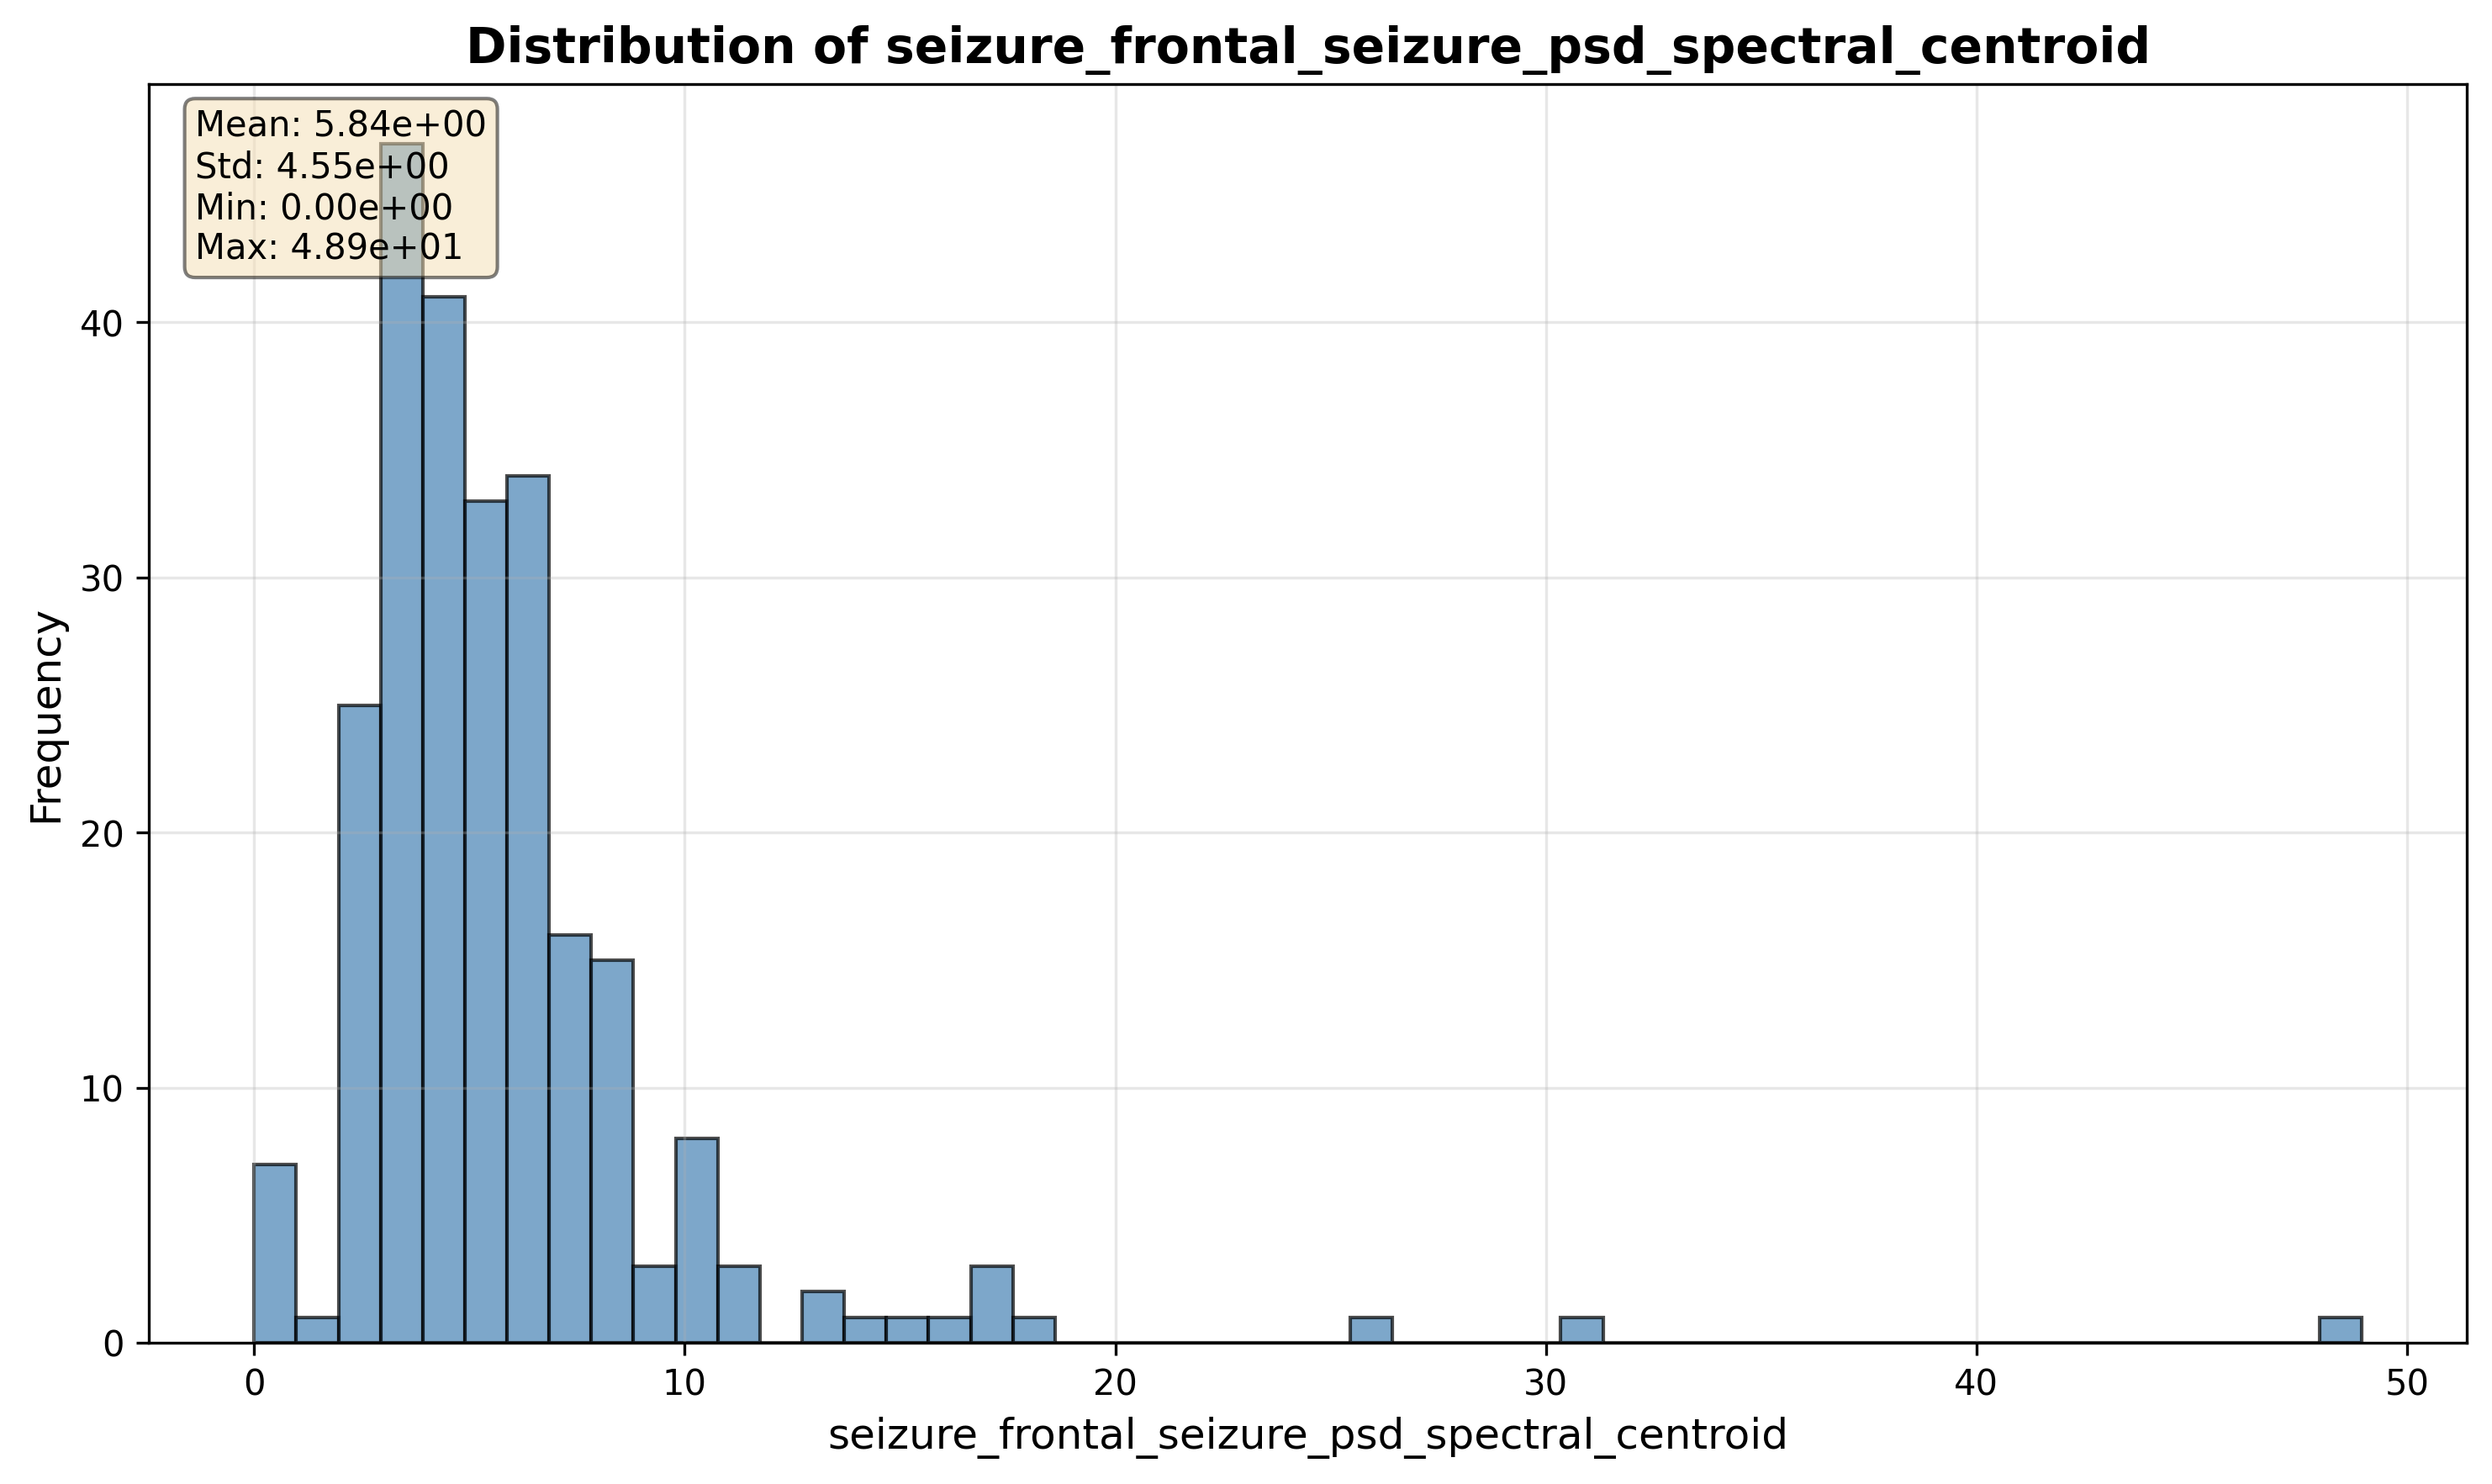 Distribution of seizure_frontal_seizure_psd_spectral_centroid
Mean: 5.84e+00
Std: 4.55e+00
Min: 0.00e+00
Max: 4.89e+01
Frequency
40
30
20
10
0
0 10 20 30 40 50
seizure_frontal_seizure_psd_spectral_centroid